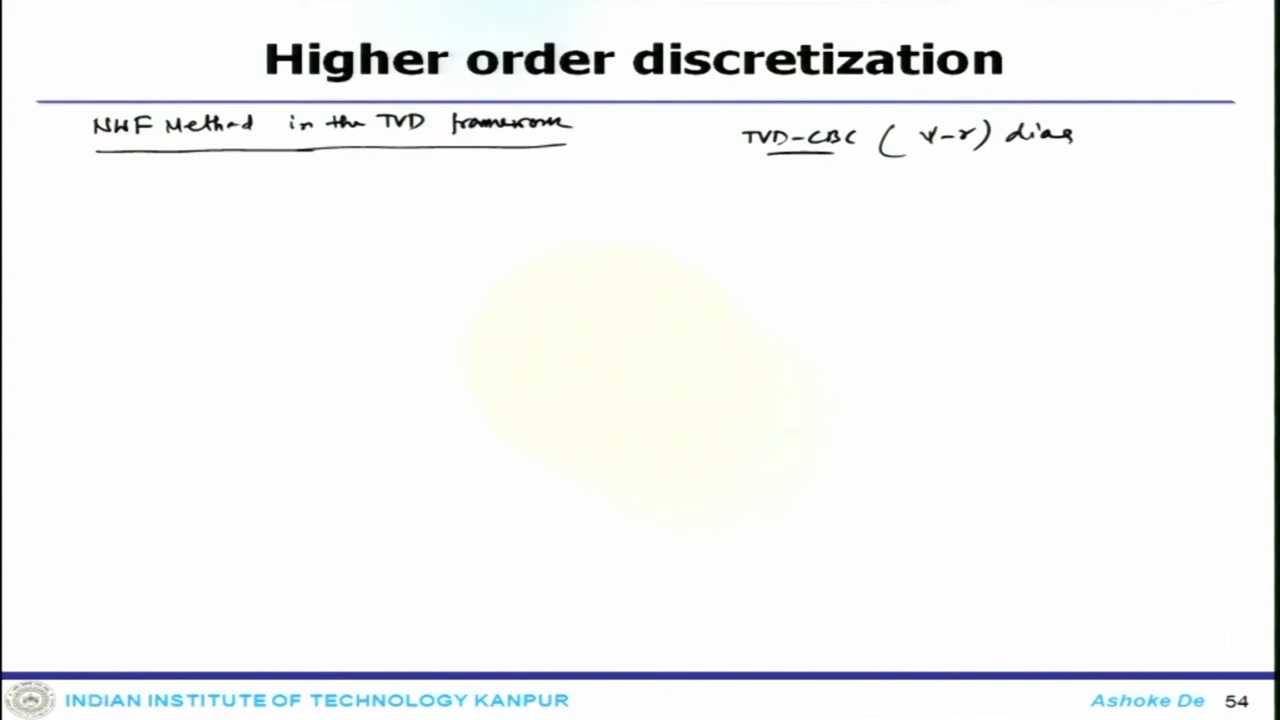 Higher order discretization
NWF Method in the TVD framework
TVD-CBC (ψ-r) diag
INDIAN INSTITUTE OF TECHNOLOGY KANPUR
Ashoke De 54